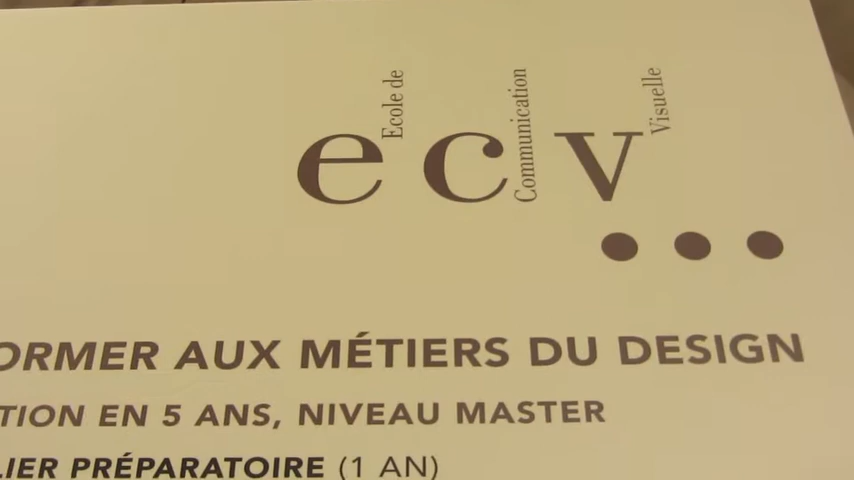 ecv
Ecole de
Communication
Visuelle
ORMER AUX MÉTIERS DU DESIGN
TION EN 5 ANS, NIVEAU MASTER
LIER PRÉPARATOIRE (1 AN)